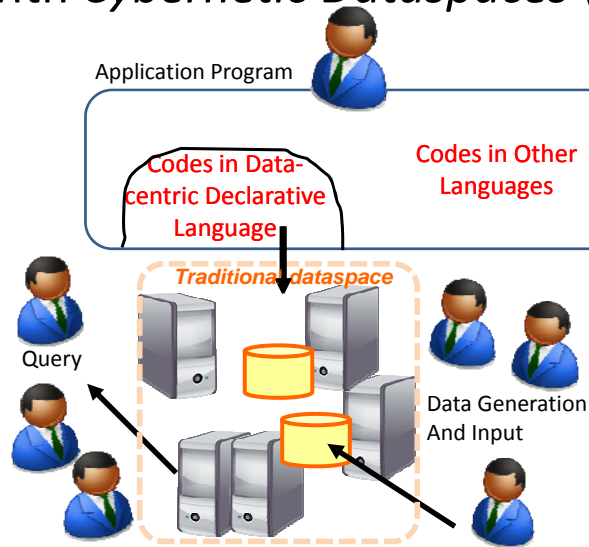 Cybernetic Dataspaces (
Application Program
Codes in Data-
centric Declarative
Language
Codes in Other
Languages
Traditional dataspace
Query
Data Generation
And Input